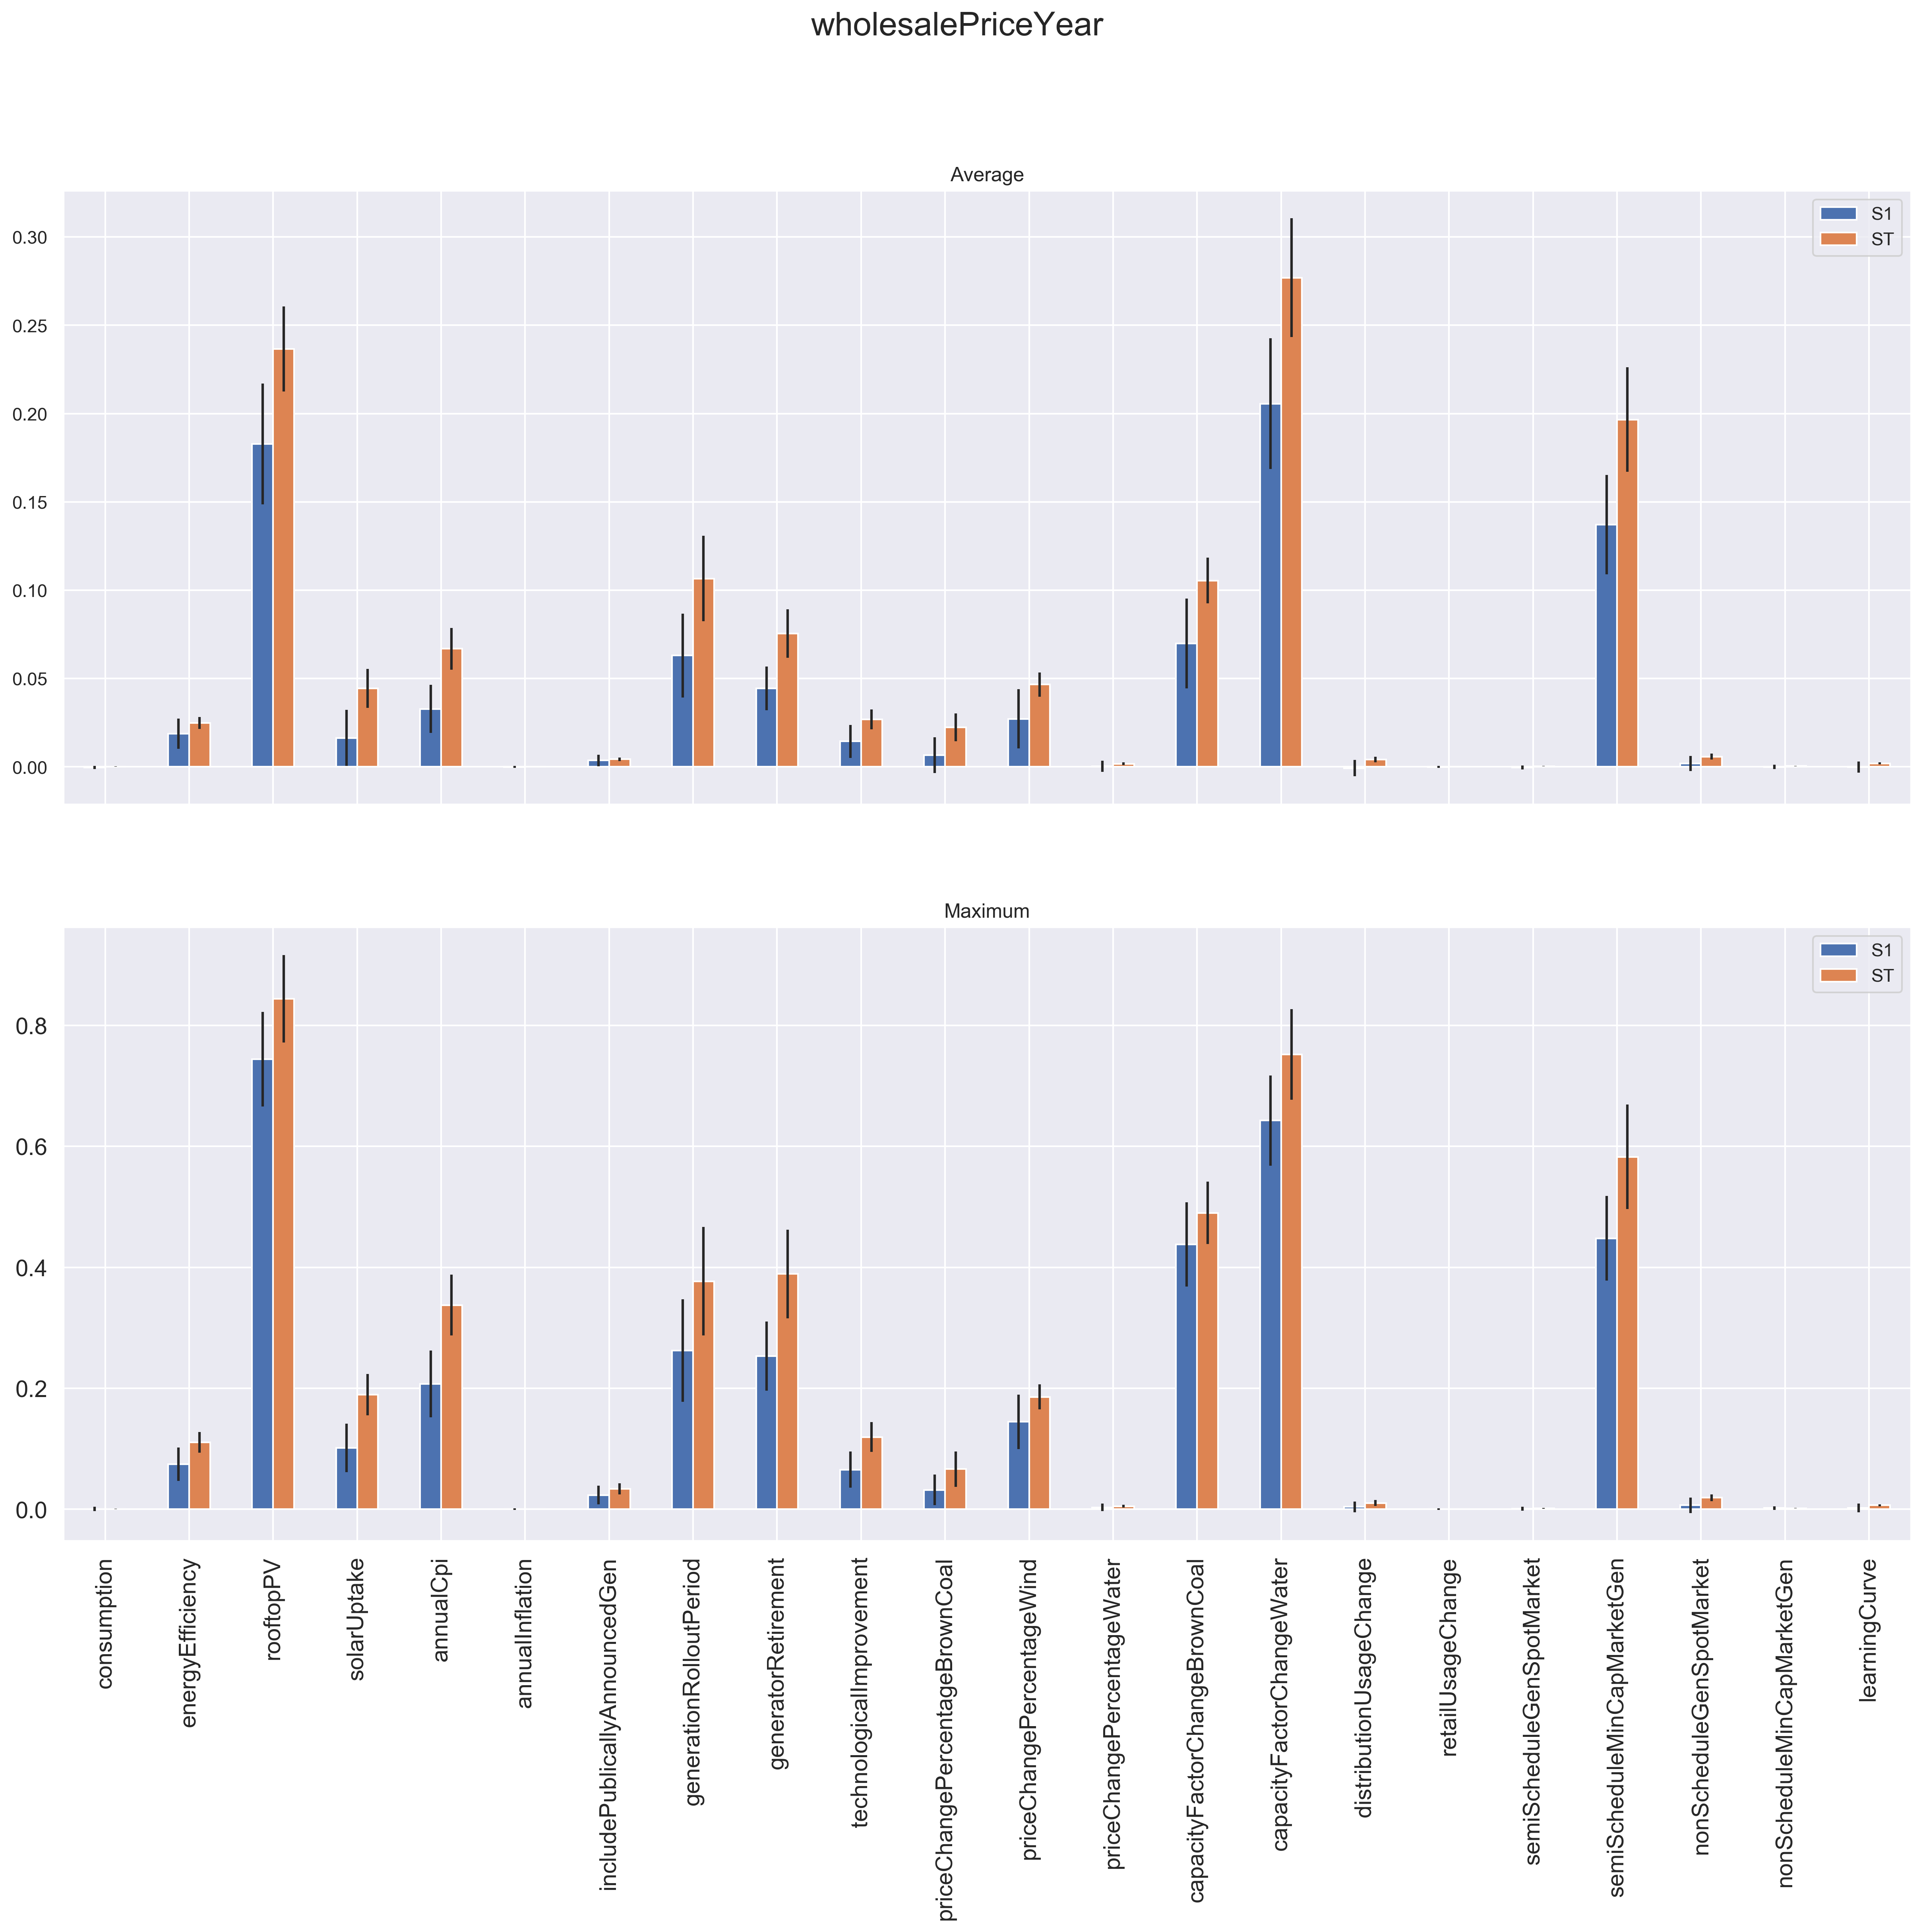 wholesalePriceYear
Average
S1
ST
0.30
0.25
0.20
0.15
0.10
0.05
0.00
Maximum
S1
ST
0.8
0.6
0.4
0.2
0.0
consumption
energyEfficiency
rooftopPV
solarUptake
annualCpi
annualInflation
includePublicallyAnnouncedGen
generationRolloutPeriod
generatorRetirement
technologicalImprovement
priceChangePercentageBrownCoal
priceChangePercentageWind
priceChangePercentageWater
capacityFactorChangeBrownCoal
capacityFactorChangeWater
distributionUsageChange
retailUsageChange
semiScheduleGenSpotMarket
semiScheduleMinCapMarketGen
nonScheduleGenSpotMarket
nonScheduleMinCapMarketGen
learningCurve